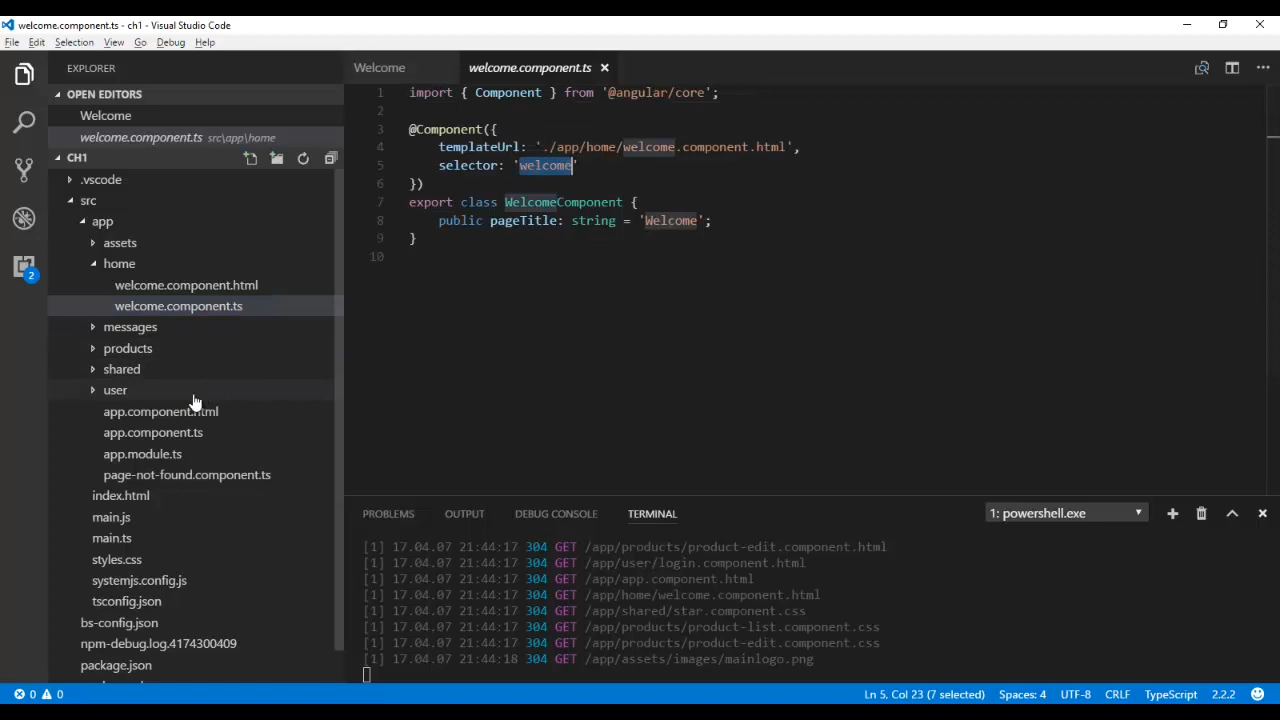 welcome.component.ts - ch1 - Visual Studio Code
File Edit Selection View Go Debug Help
EXPLORER
OPEN EDITORS
Welcome
welcome.component.ts src\app\home
CH1
.vscode
src
app
assets
home
welcome.component.html
welcome.component.ts
messages
products
shared
user
app.component.html
app.component.ts
app.module.ts
page-not-found.component.ts
index.html
main.js
main.ts
styles.css
systemjs.config.js
tsconfig.json
bs-config.json
npm-debug.log.4174300409
package.json
2
Welcome welcome.component.ts
1 import { Component } from '@angular/core';
2
3 @Component({
4 templateUrl: './app/home/welcome.component.html',
5 selector: 'welcome'
6 })
7 export class WelcomeComponent {
8 public pageTitle: string = 'Welcome';
9 }
10
PROBLEMS OUTPUT DEBUG CONSOLE TERMINAL 1: powershell.exe
[1] 17.04.07 21:44:17 304 GET /app/products/product-edit.component.html
[1] 17.04.07 21:44:17 304 GET /app/user/login.component.html
[1] 17.04.07 21:44:17 304 GET /app/app.component.html
[1] 17.04.07 21:44:17 304 GET /app/home/welcome.component.html
[1] 17.04.07 21:44:17 304 GET /app/shared/star.component.css
[1] 17.04.07 21:44:17 304 GET /app/products/product-list.component.css
[1] 17.04.07 21:44:17 304 GET /app/products/product-edit.component.css
[1] 17.04.07 21:44:18 304 GET /app/assets/images/mainlogo.png
0 0 Ln 5, Col 23 (7 selected) Spaces: 4 UTF-8 CRLF TypeScript 2.2.2